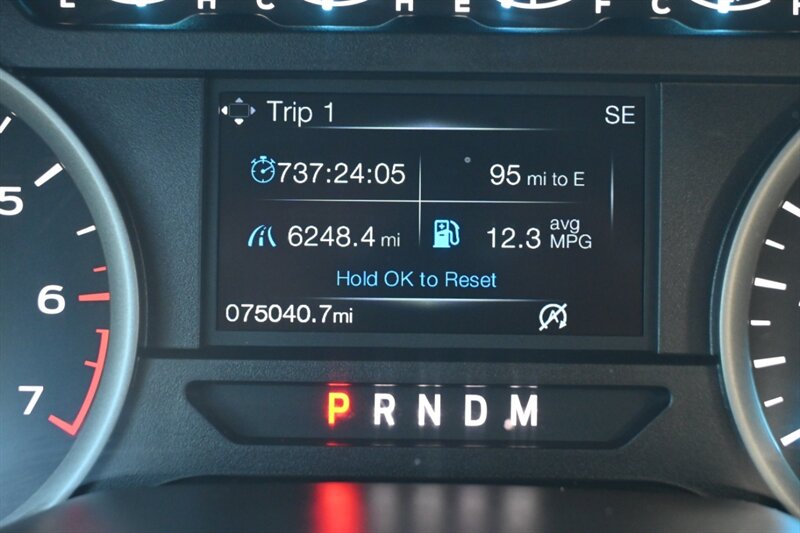 E H C H E F C H
Trip 1 SE
737:24:05 95 mi to E
6248.4 mi 12.3 avg MPG
Hold OK to Reset
075040.7mi
5
6
7
P R N D M